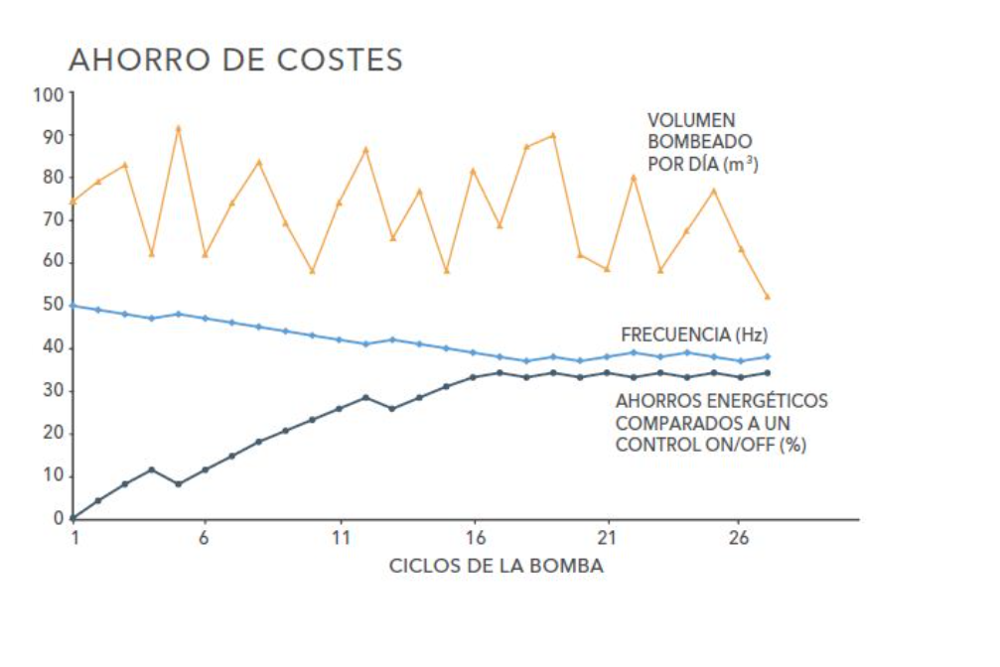 AHORRO DE COSTES
100
90
80
70
60
50
40
30
20
10
0
VOLUMEN
BOMBEADO
POR DÍA (m³)
FRECUENCIA (Hz)
AHORROS ENERGÉTICOS
COMPARADOS A UN
CONTROL ON/OFF (%)
1 6 11 16 21 26
CICLOS DE LA BOMBA